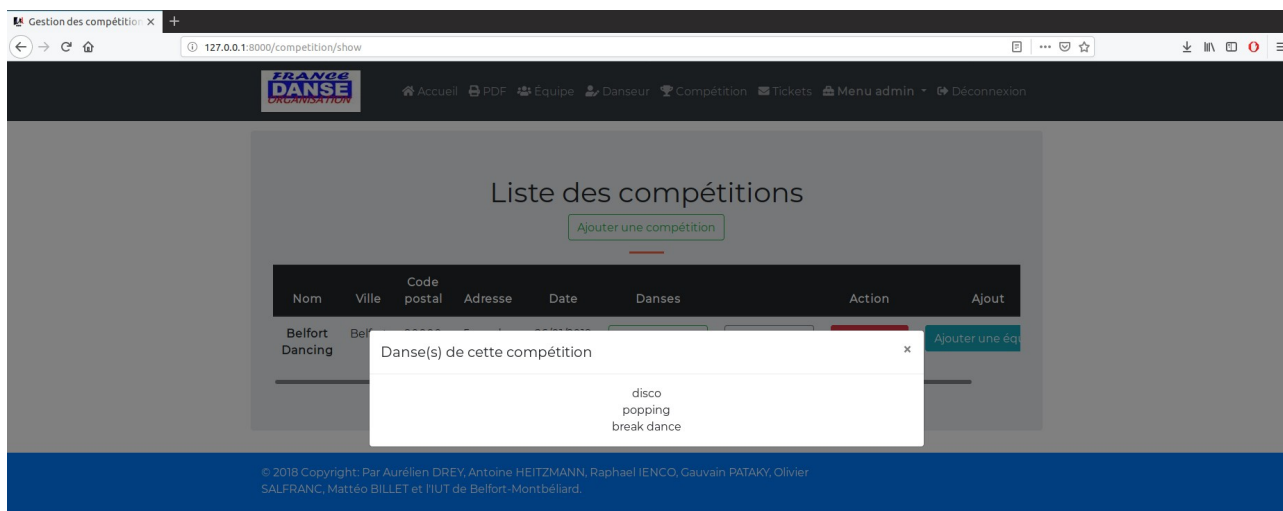 Gestion des compétition
127.0.0.1:8000/competition/show
FRANCE
DANSE
ORGANISATION
Accueil PDF Équipe Danseur Compétition Tickets Menu admin Déconnexion
Liste des compétitions
Ajouter une compétition
Nom Ville Code postal Adresse Date Danses Action Ajout
Belfort Dancing
Ajouter une équ
Danse(s) de cette compétition ×
disco
popping
break dance
© 2018 Copyright: Par Aurélien DREY, Antoine HEITZMANN, Raphael IENCO, Gauvain PATAKY, Olivier
SALFRANC, Mattéo BILLET et l'IUT de Belfort-Montbéliard.